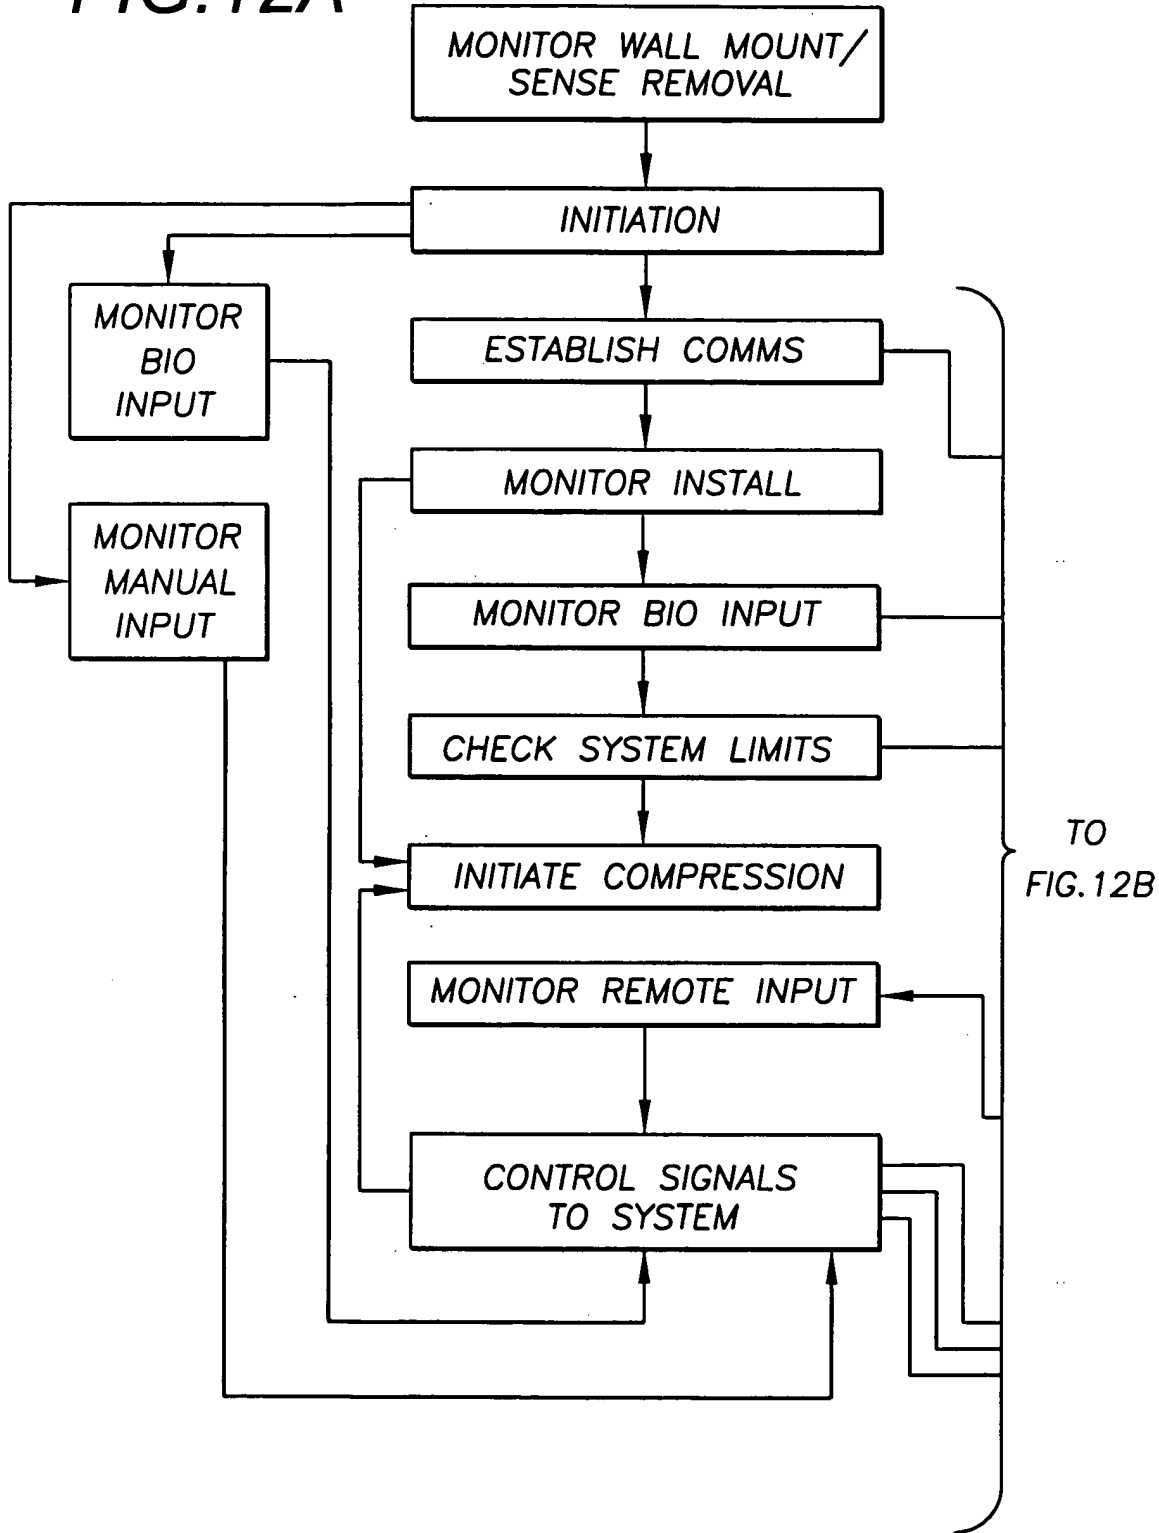 FIG. 12A
MONITOR WALL MOUNT/
SENSE REMOVAL
INITIATION
MONITOR
BIO
INPUT
ESTABLISH COMMS
MONITOR INSTALL
MONITOR
MANUAL
INPUT
MONITOR BIO INPUT
CHECK SYSTEM LIMITS
INITIATE COMPRESSION
TO
FIG. 12B
MONITOR REMOTE INPUT
CONTROL SIGNALS
TO SYSTEM